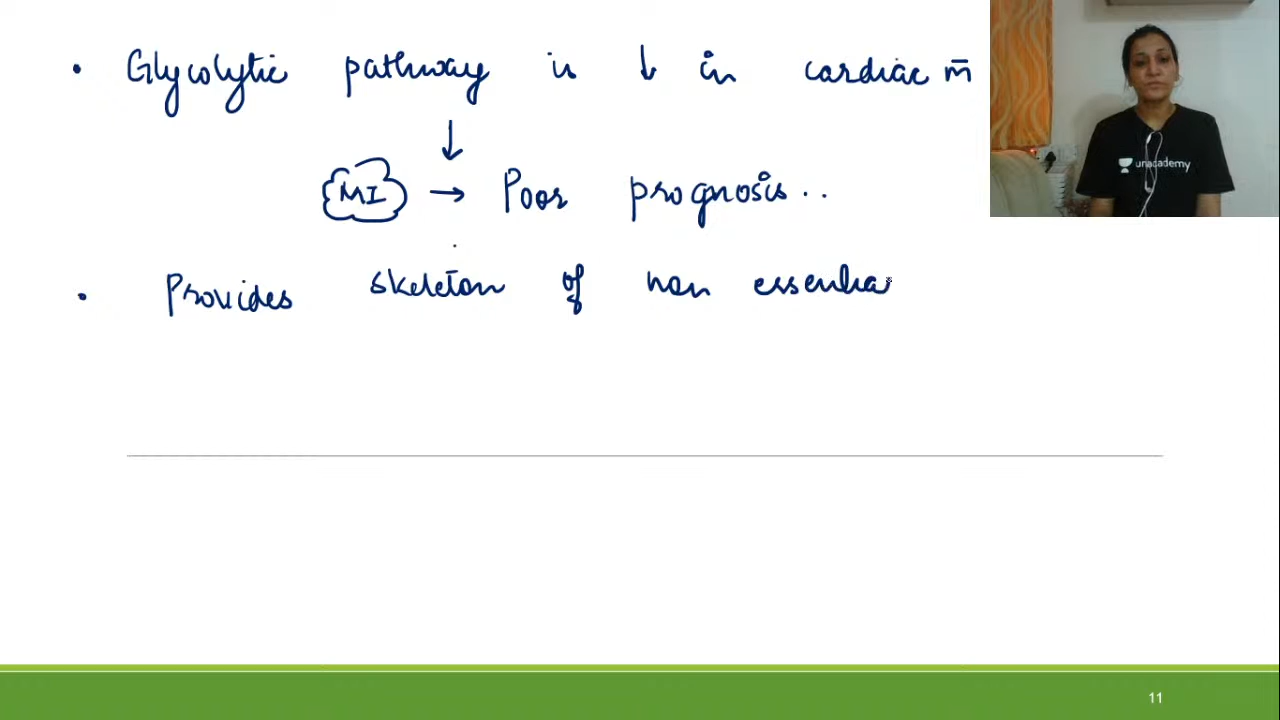 • Glycolytic pathway is ↓ in cardiac m̄
↓
MI → Poor prognosis..
• Provides skeleton of non essentia
unacademy
11